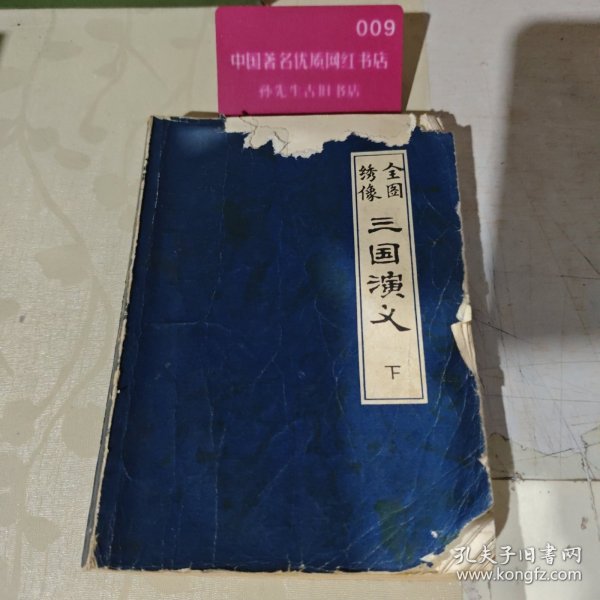 009
中国著名优质网红书店
孙先生古旧书店
全图
绣像
三国演义
下
孔夫子旧书网
www.kongfz.com